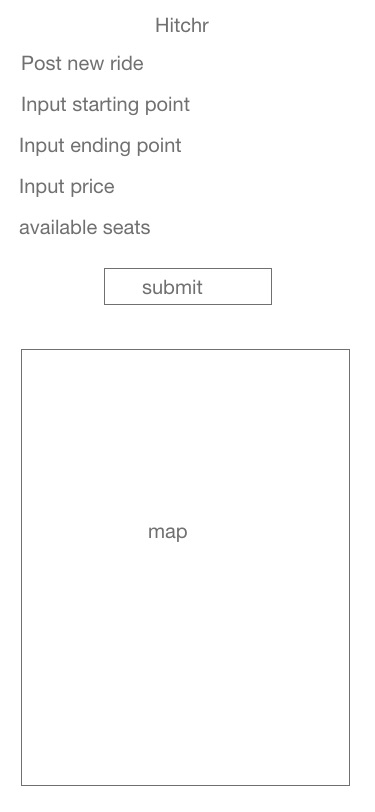 Hitchr
Post new ride
Input starting point
Input ending point
Input price
available seats
submit
map